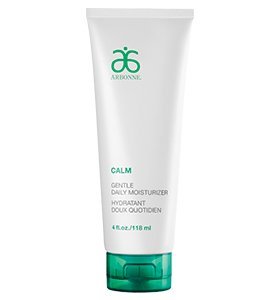 ARBONNE
CALM
GENTLE
DAILY MOISTURIZER
HYDRATANT
DOUX QUOTIDIEN
4 fl.oz./118 ml